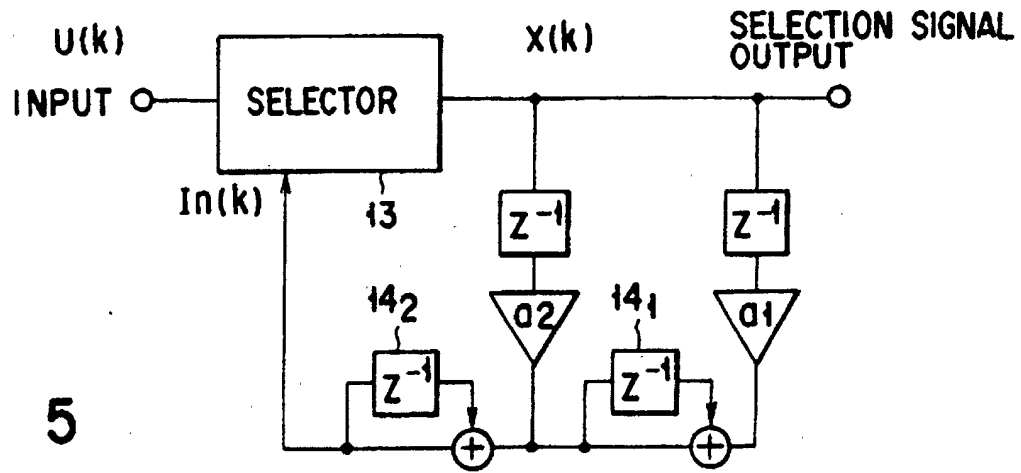 U(k)
INPUT
SELECTOR
X(k)
SELECTION SIGNAL
OUTPUT
In(k)
13
Z⁻¹
Z⁻¹
a2
a1
14₂
14₁
Z⁻¹
Z⁻¹
+
+
5